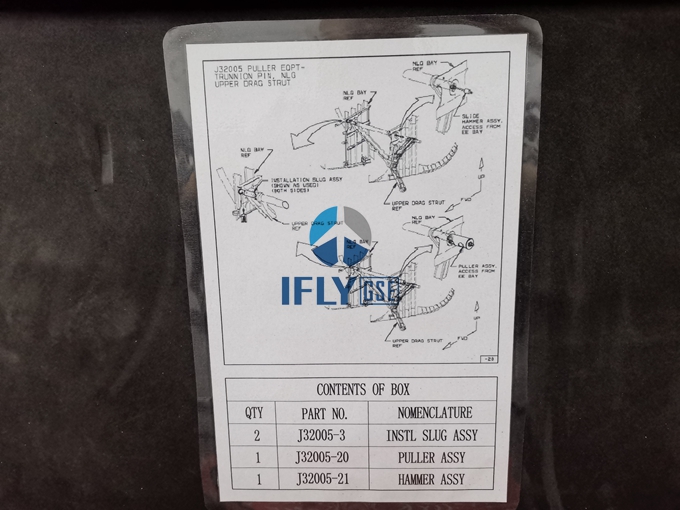 J32005 PULLER EQPT-
TRUNNION PIN, NLG
UPPER DRAG STRUT
NLG BAY
REF
SLIDE
HAMMER ASSY,
ACCESS FROM
EE BAY
NLG BAY
REF
INSTALLATION SLUG ASSY
(SHOWN AS USED)
(BOTH SIDES)
UP
FWD
UPPER DRAG STRUT
REF
UPPER DRAG STRUT
REF
NLG BAY
REF
NLG BAY
REF
PULLER ASSY,
ACCESS FROM
EE BAY
UP
FWD
UPPER DRAG STRUT
REF
IFLY GSE
-20
CONTENTS OF BOX
QTY PART NO. NOMENCLATURE
2 J32005-3 INSTL SLUG ASSY
1 J32005-20 PULLER ASSY
1 J32005-21 HAMMER ASSY